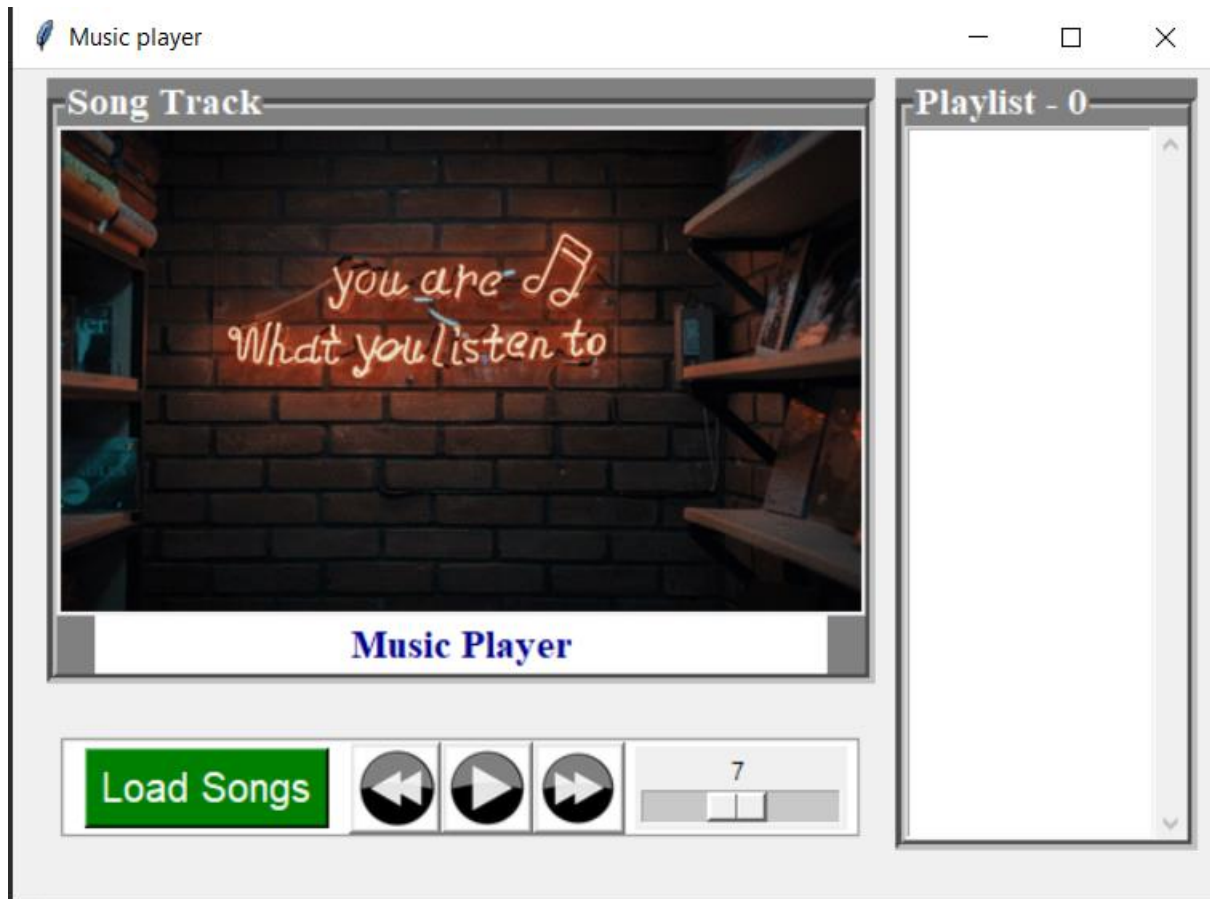 Music player
Song Track
Playlist - 0
you are
What you listen to
Music Player
Load Songs
7